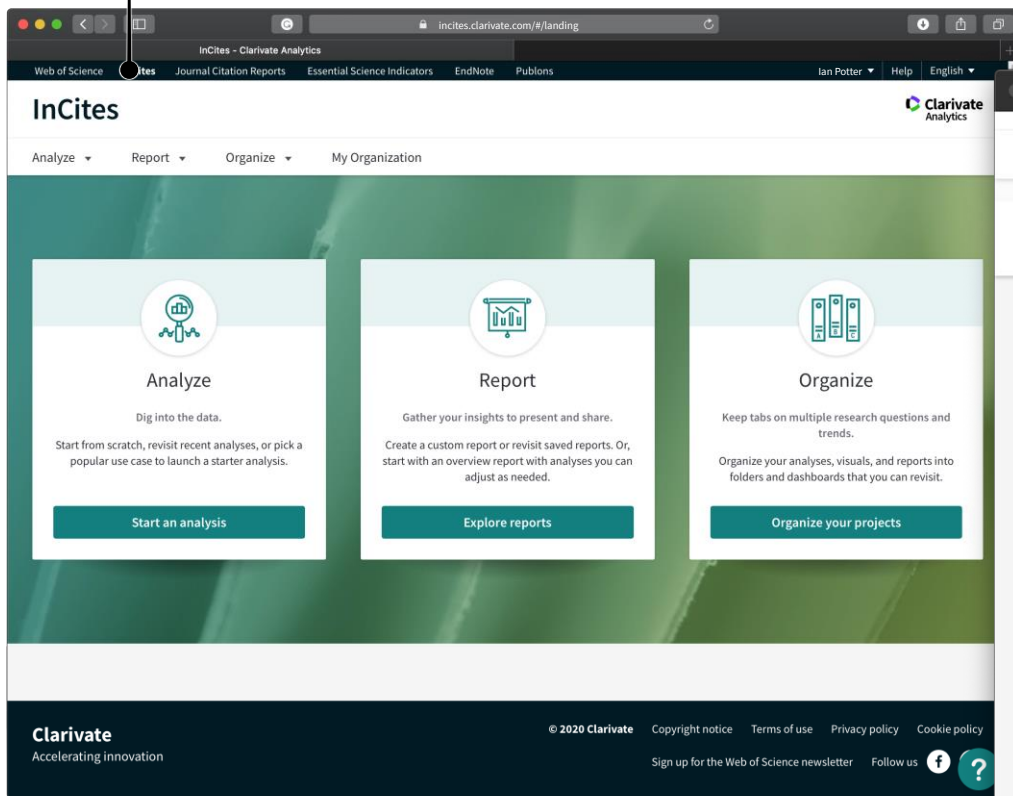 incites.clarivate.com/#/landing
InCites - Clarivate Analytics
Web of Science Journal Citation Reports Essential Science Indicators EndNote Publons Ian Potter Help English
InCites
Clarivate
Analytics
Analyze Report Organize My Organization
Analyze
Dig into the data.
Start from scratch, revisit recent analyses, or pick a
popular use case to launch a starter analysis.
Start an analysis
Report
Gather your insights to present and share.
Create a custom report or revisit saved reports. Or,
start with an overview report with analyses you can
adjust as needed.
Explore reports
A B C
Organize
Keep tabs on multiple research questions and
trends.
Organize your analyses, visuals, and reports into
folders and dashboards that you can revisit.
Organize your projects
Clarivate
Accelerating innovation
© 2020 Clarivate Copyright notice Terms of use Privacy policy Cookie policy
Sign up for the Web of Science newsletter Follow us f ?